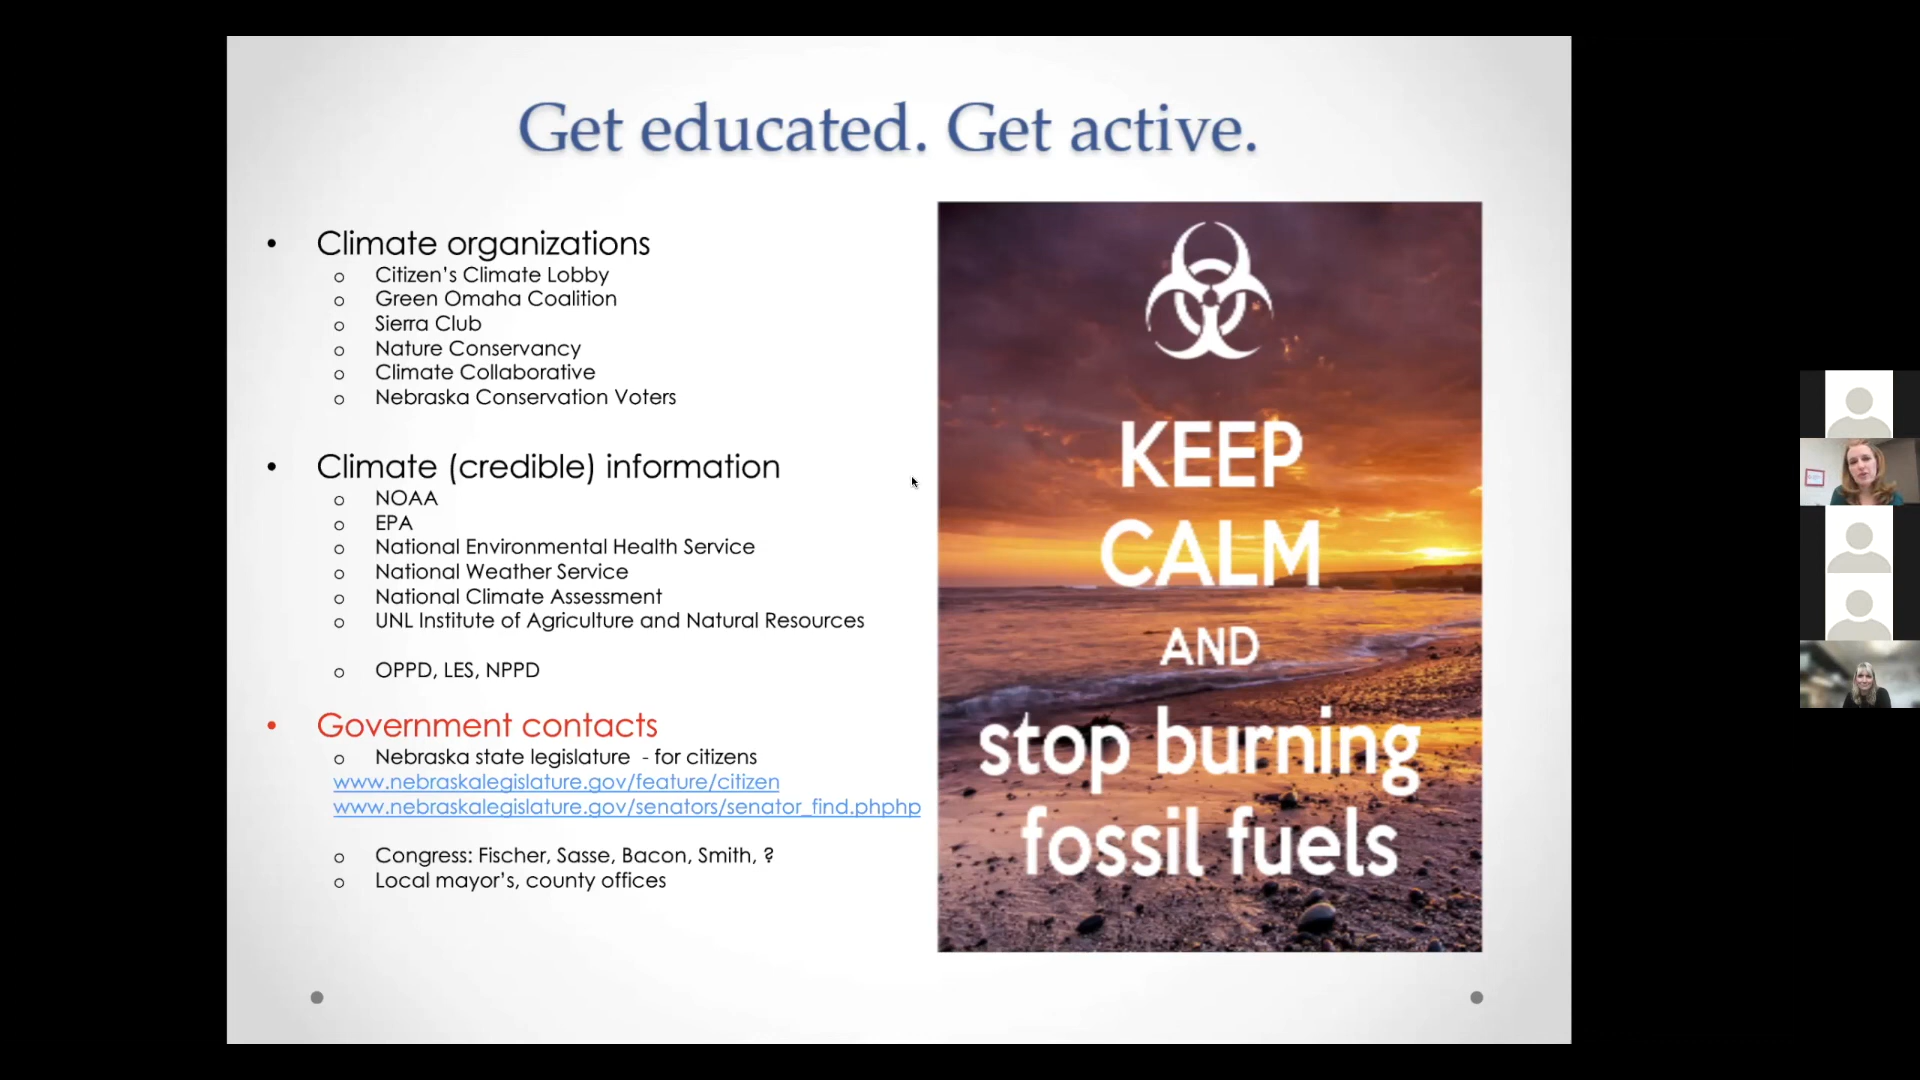 Get educated. Get active.
• Climate organizations
o Citizen’s Climate Lobby
o Green Omaha Coalition
o Sierra Club
o Nature Conservancy
o Climate Collaborative
o Nebraska Conservation Voters
• Climate (credible) information
o NOAA
o EPA
o National Environmental Health Service
o National Weather Service
o National Climate Assessment
o UNL Institute of Agriculture and Natural Resources
o OPPD, LES, NPPD
• Government contacts
o Nebraska state legislature - for citizens
www.nebraskalegislature.gov/feature/citizen
www.nebraskalegislature.gov/senators/senator_find.phphp
o Congress: Fischer, Sasse, Bacon, Smith, ?
o Local mayor’s, county offices
KEEP
CALM
AND
stop burning
fossil fuels